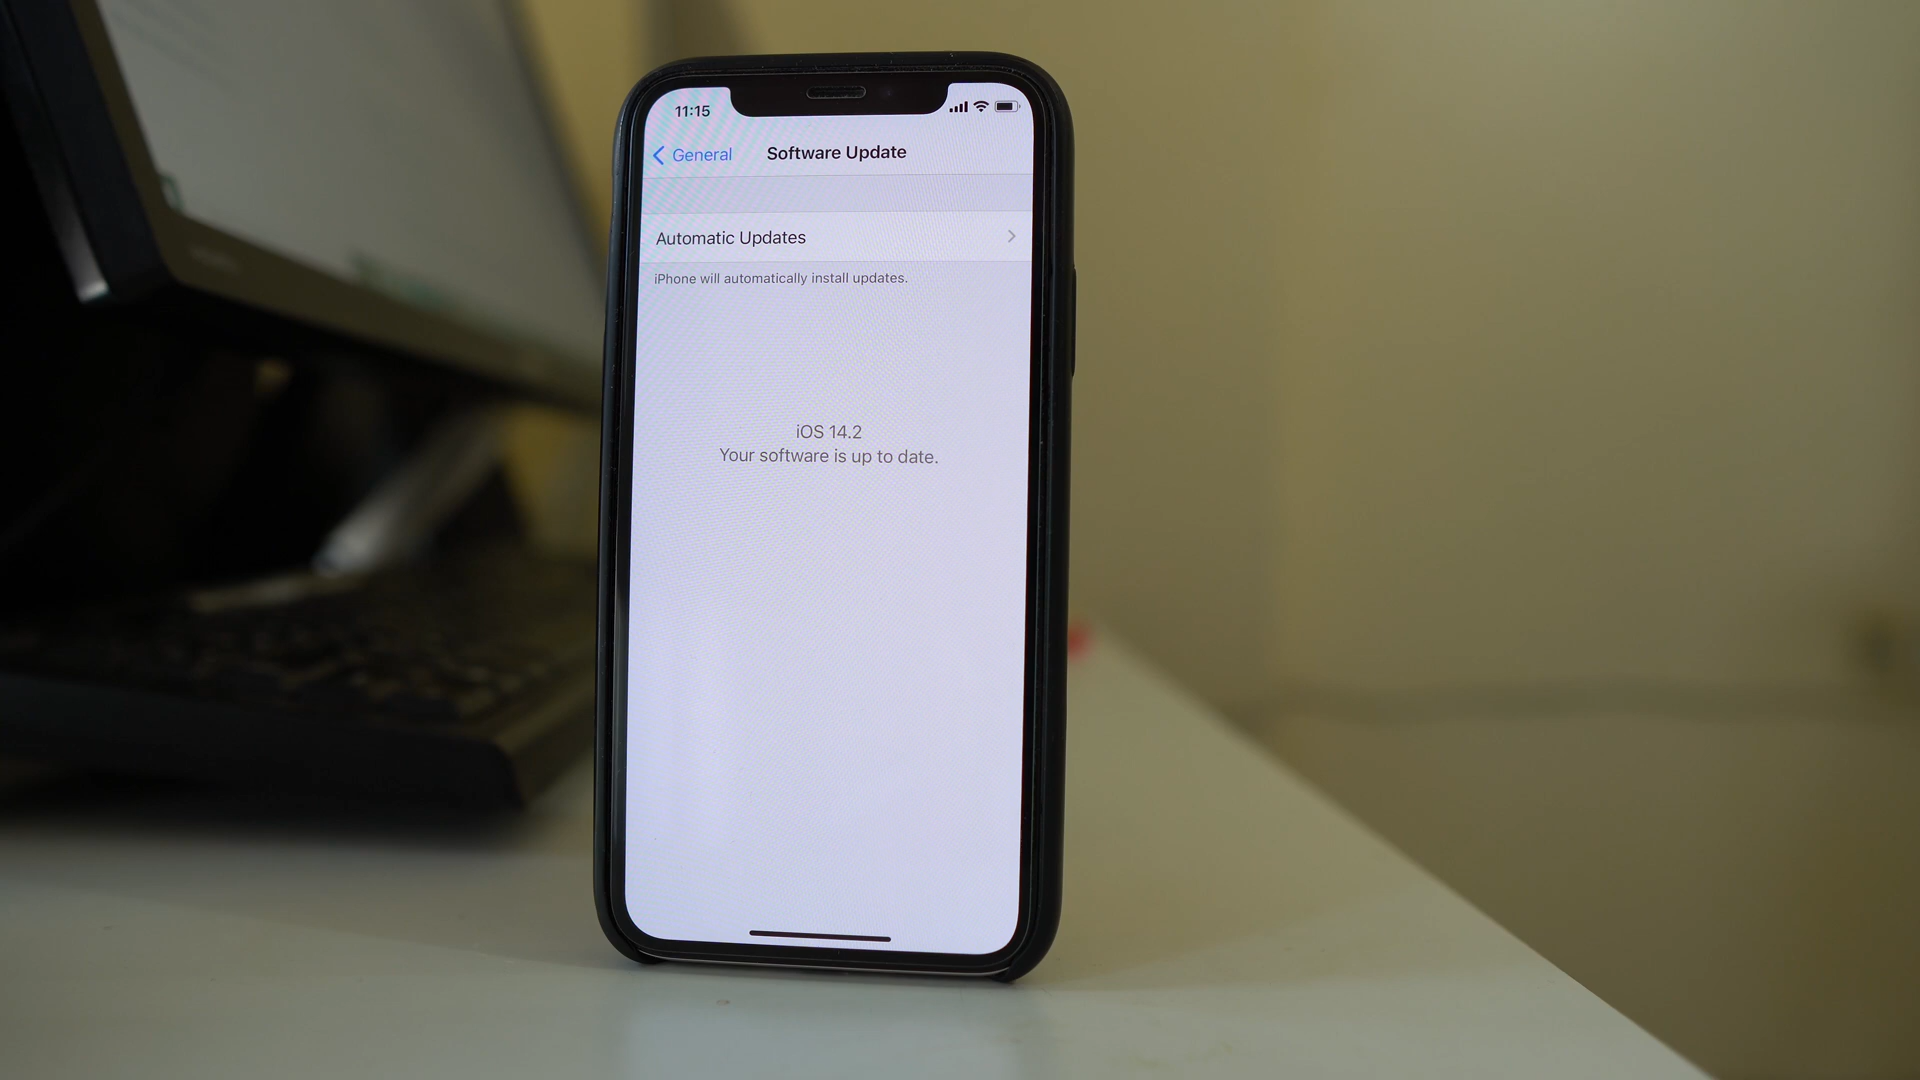 11:15
General
Software Update
Automatic Updates
iPhone will automatically install updates.
iOS 14.2
Your software is up to date.